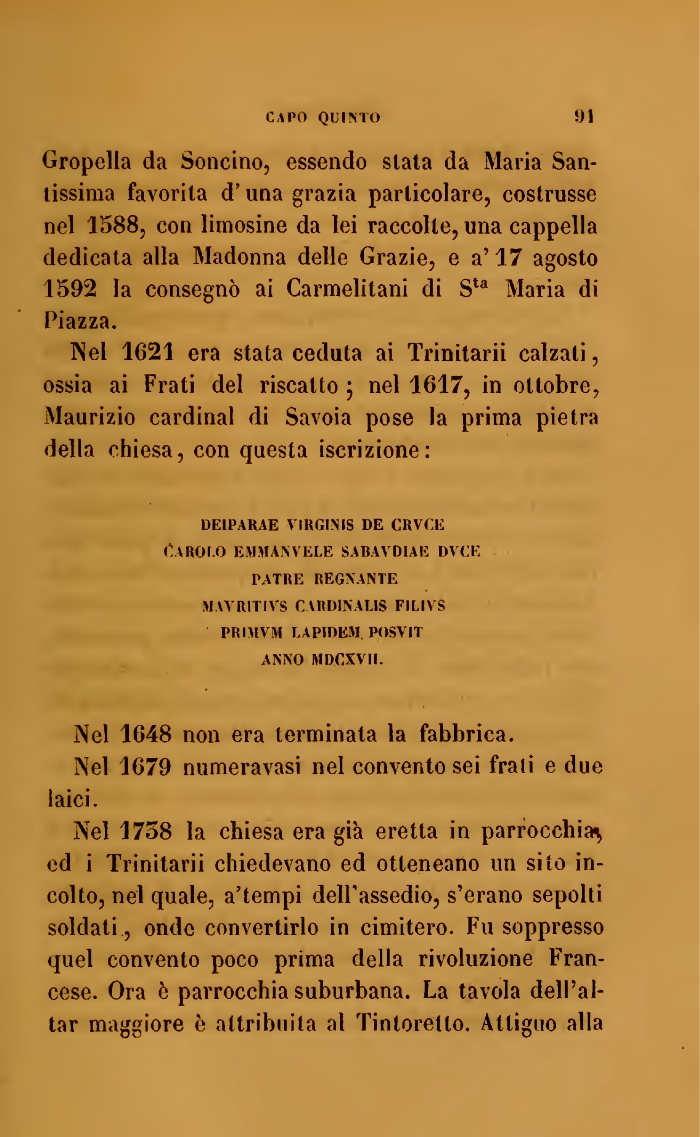 CAPO QUINTO 91
Gropella da Soncino, essendo stata da Maria San-
tissima favorita d'una grazia particolare, costrusse
nel 1588, con limosine da lei raccolte, una cappella
dedicata alla Madonna delle Grazie, e a' 17 agosto
1592 la consegnò ai Carmelitani di Sta Maria di
Piazza.
Nel 1621 era stata ceduta ai Trinitarii calzati,
ossia ai Frati del riscatto; nel 1617, in ottobre,
Maurizio cardinal di Savoia pose la prima pietra
della chiesa, con questa iscrizione:
DEIPARAE VIRGINIS DE CRVCE
CAROLO EMMANVELE SABAVDIAE DVCE
PATRE REGNANTE
MAVRITIVS CARDINALIS FILIVS
PRIMVM LAPIDEM POSVIT
ANNO MDCXVII.
Nel 1648 non era terminata la fabbrica.
Nel 1679 numeravasi nel convento sei frati e due
laici.
Nel 1738 la chiesa era già eretta in parrocchia,
ed i Trinitarii chiedevano ed otteneano un sito in-
colto, nel quale, a'tempi dell'assedio, s'erano sepolti
soldati, onde convertirlo in cimitero. Fu soppresso
quel convento poco prima della rivoluzione Fran-
cese. Ora è parrocchia suburbana. La tavola dell'al-
tar maggiore è attribuita al Tintoretto. Attiguo alla